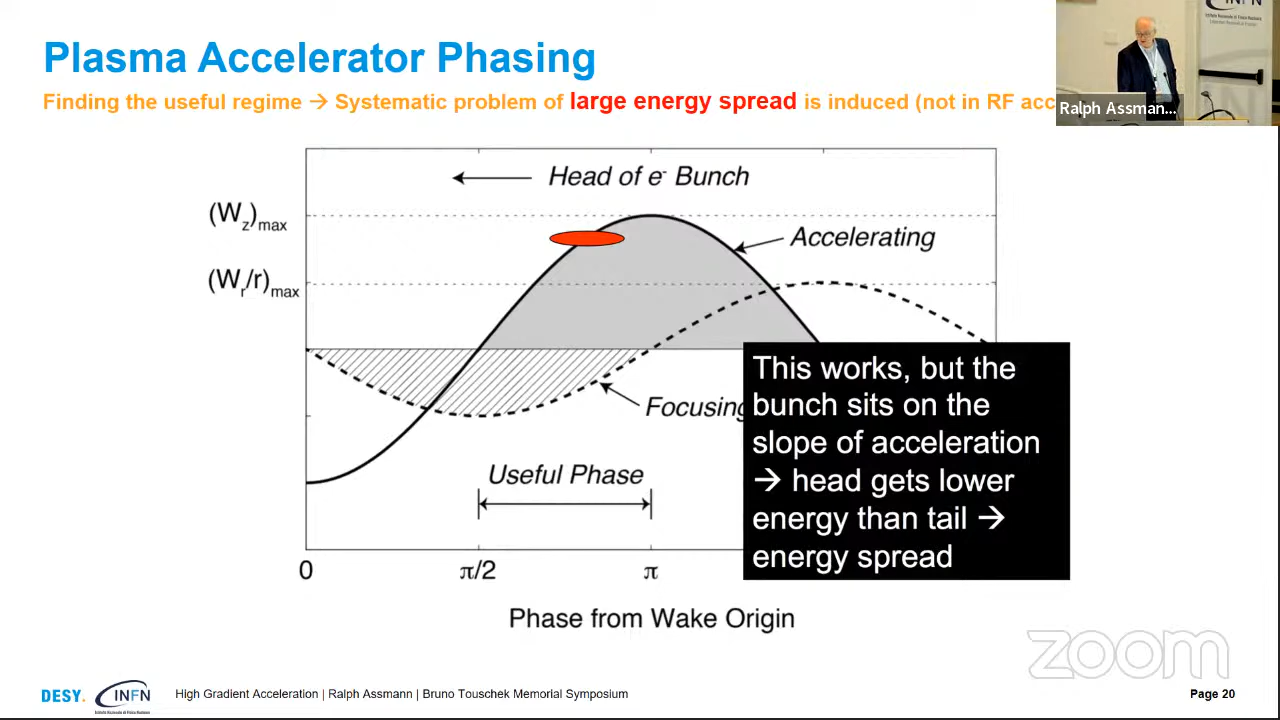 Plasma Accelerator Phasing
Finding the useful regime → Systematic problem of large energy spread is induced (not in RF acc
INFN
Ralph Assman...
Head of e- Bunch
(Wz)max
Accelerating
(Wr/r)max
Focusing
This works, but the
bunch sits on the
slope of acceleration
→ head gets lower
energy than tail →
energy spread
Useful Phase
0
π/2
π
Phase from Wake Origin
zoom
DESY.
INFN
High Gradient Acceleration | Ralph Assmann | Bruno Touschek Memorial Symposium
Page 20